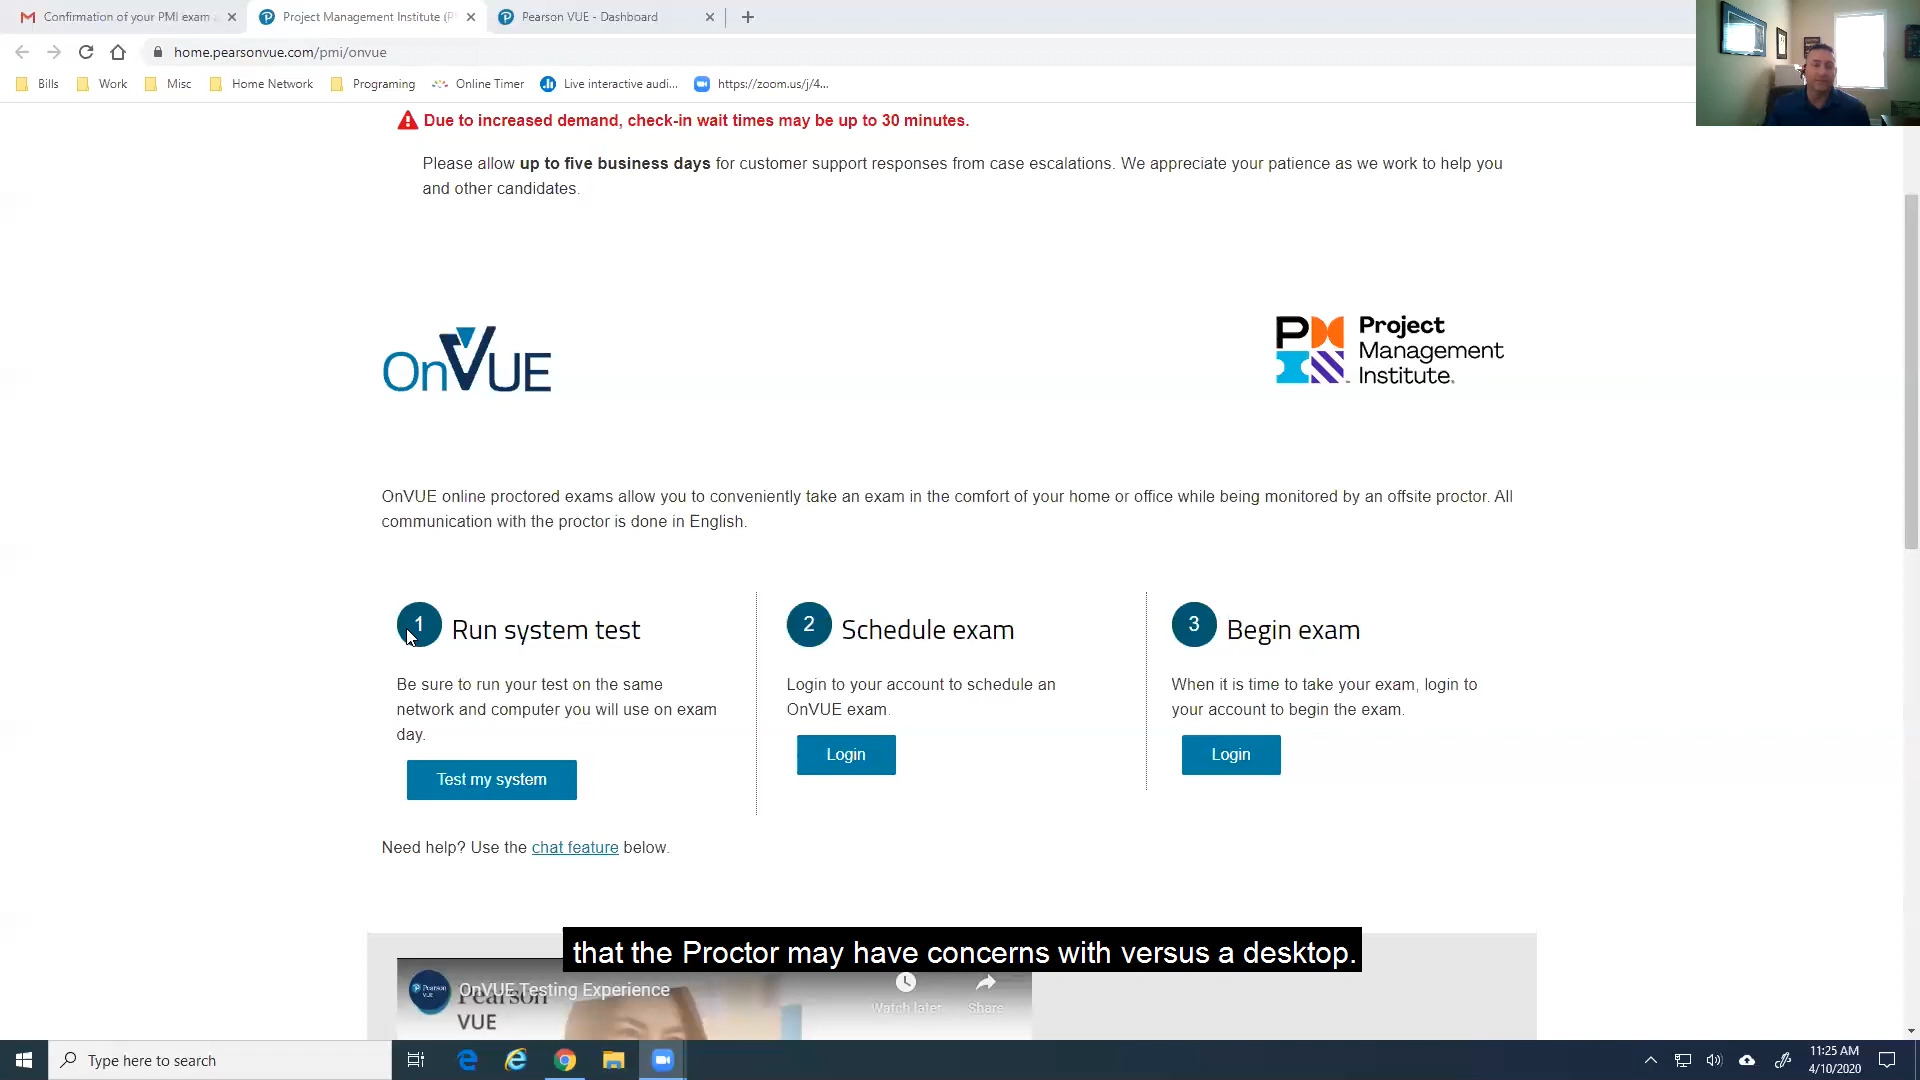 Confirmation of your PMI exam
Project Management Institute (P
Pearson VUE - Dashboard
home.pearsonvue.com/pmi/onvue
Bills
Work
Misc
Home Network
Programing
Online Timer
Live interactive audi...
https://zoom.us/j/4...
Due to increased demand, check-in wait times may be up to 30 minutes.
Please allow up to five business days for customer support responses from case escalations. We appreciate your patience as we work to help you
and other candidates.
OnVUE
Project
Management
Institute.
OnVUE online proctored exams allow you to conveniently take an exam in the comfort of your home or office while being monitored by an offsite proctor. All
communication with the proctor is done in English.
1 Run system test
Be sure to run your test on the same
network and computer you will use on exam
day.
Test my system
2 Schedule exam
Login to your account to schedule an
OnVUE exam.
Login
3 Begin exam
When it is time to take your exam, login to
your account to begin the exam.
Login
Need help? Use the chat feature below.
that the Proctor may have concerns with versus a desktop.
Pearson
VUE
OnVUE Testing Experience
Pearson
VUE
Watch later
Share
Type here to search
11:25 AM
4/10/2020